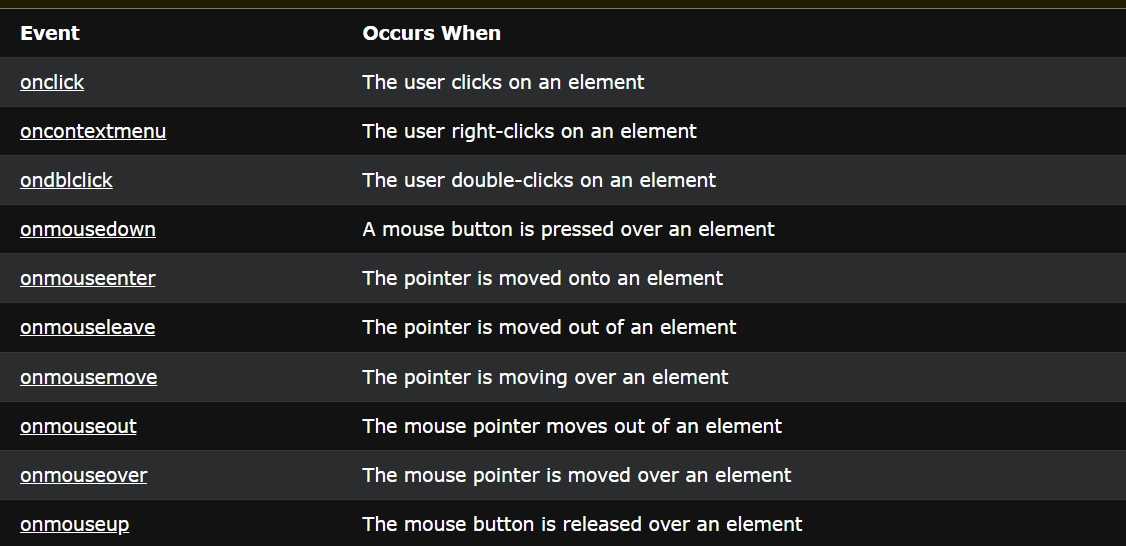 Event Occurs When
onclick The user clicks on an element
oncontextmenu The user right-clicks on an element
ondblclick The user double-clicks on an element
onmousedown A mouse button is pressed over an element
onmouseenter The pointer is moved onto an element
onmouseleave The pointer is moved out of an element
onmousemove The pointer is moving over an element
onmouseout The mouse pointer moves out of an element
onmouseover The mouse pointer is moved over an element
onmouseup The mouse button is released over an element